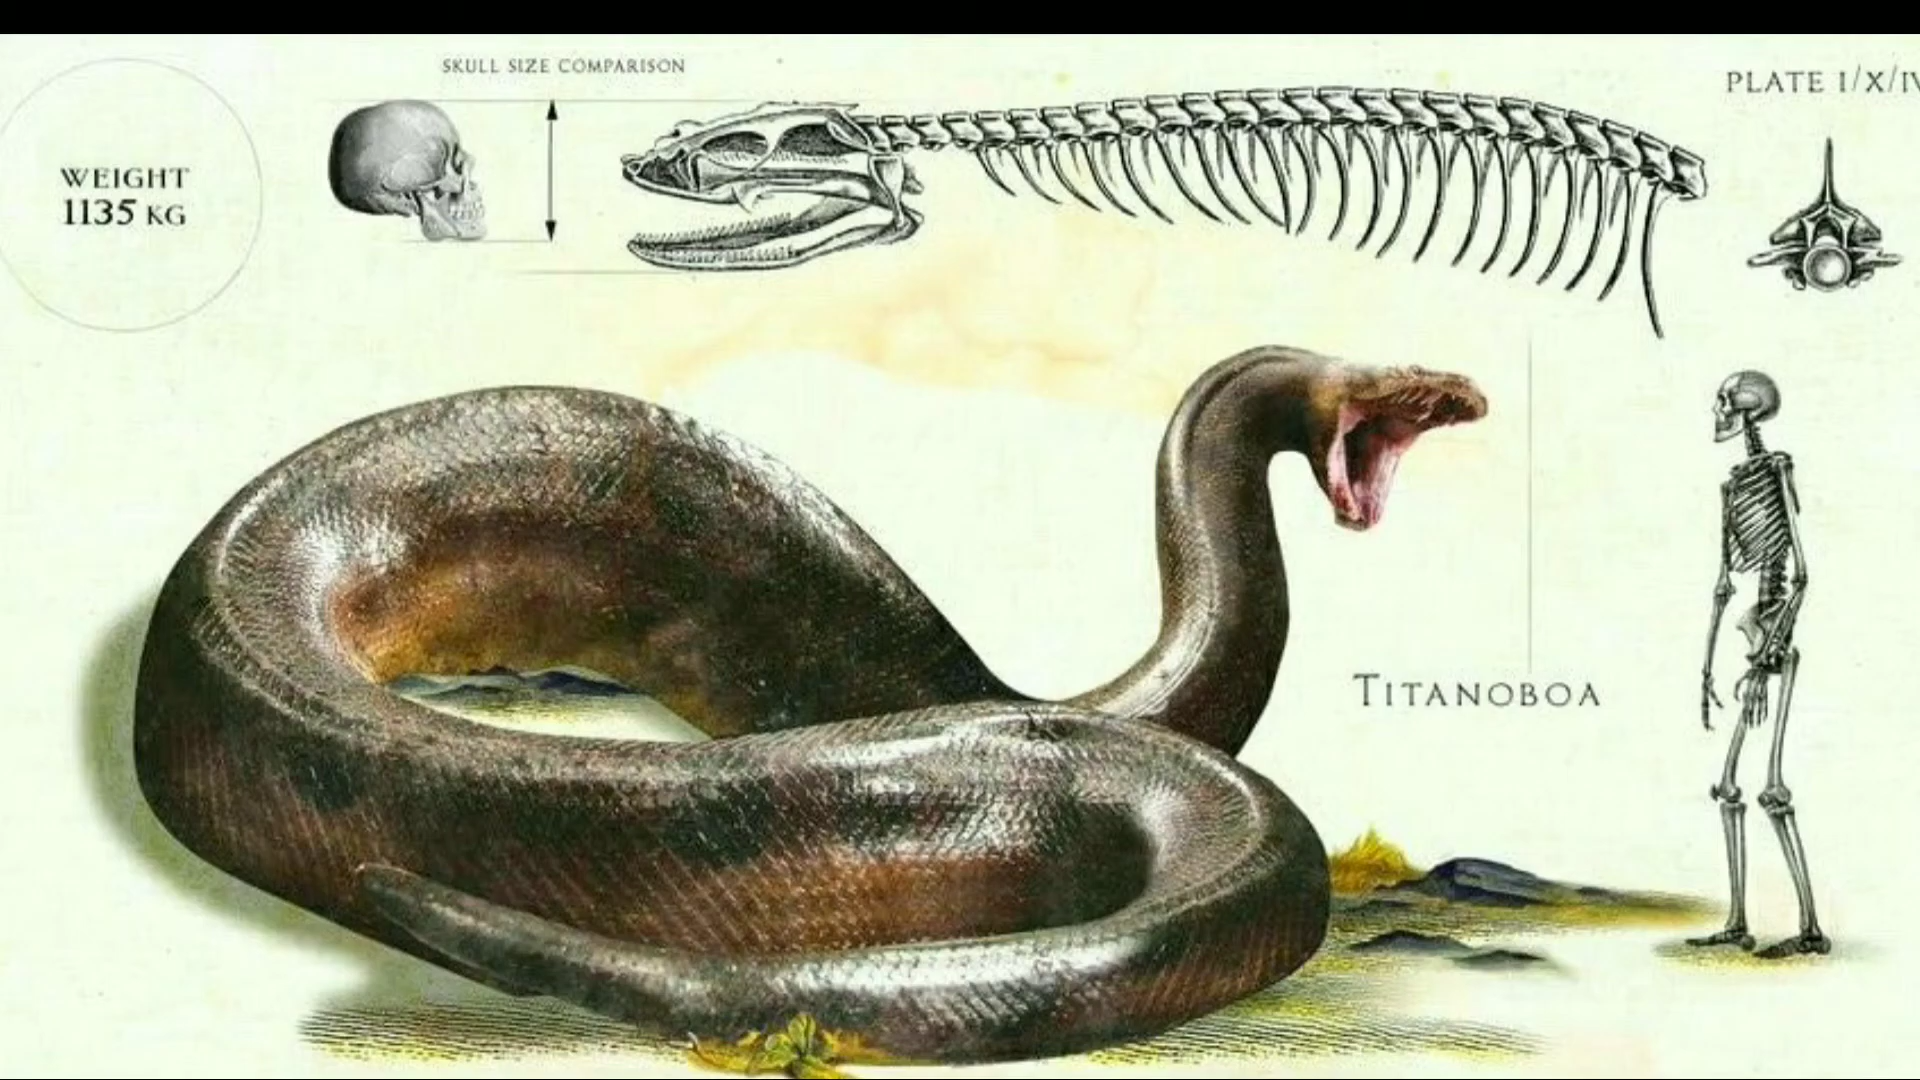 SKULL SIZE COMPARISON
PLATE I/X/IV
WEIGHT
1135 KG
TITANOBOA